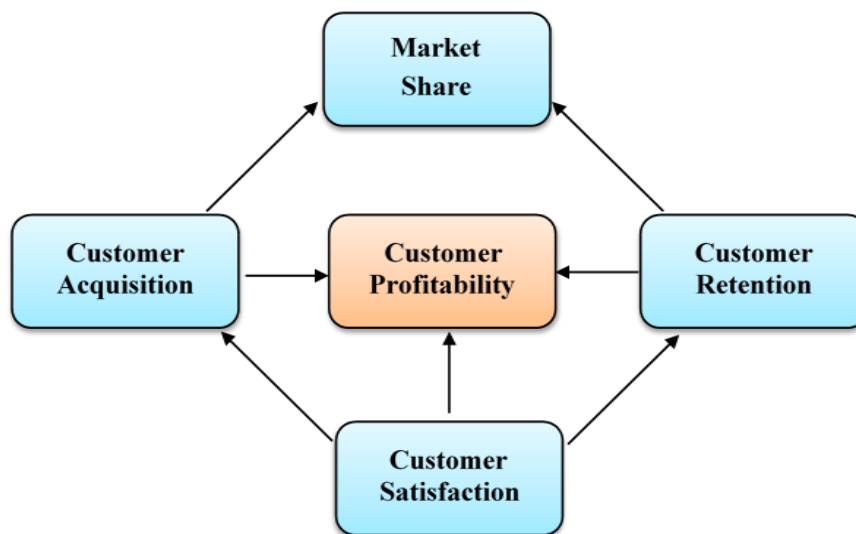 Market
Share
Customer
Acquisition
Customer
Profitability
Customer
Retention
Customer
Satisfaction